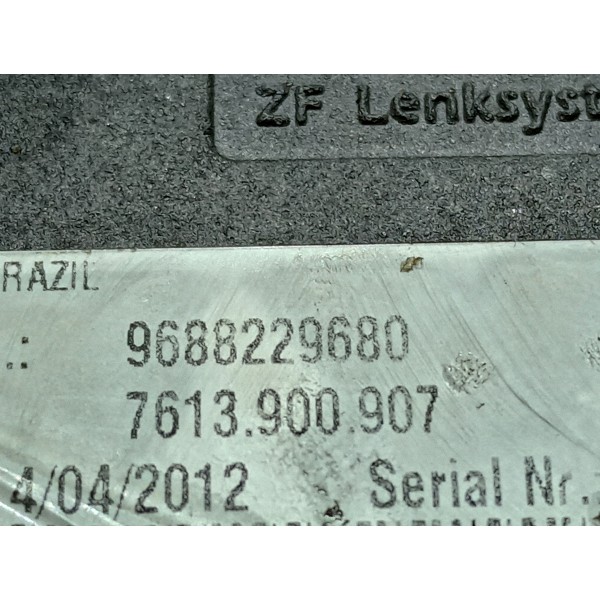 ZF Lenksyst
RAZIL
.: 9688229680
7613.900.907
4/04/2012 Serial Nr.: